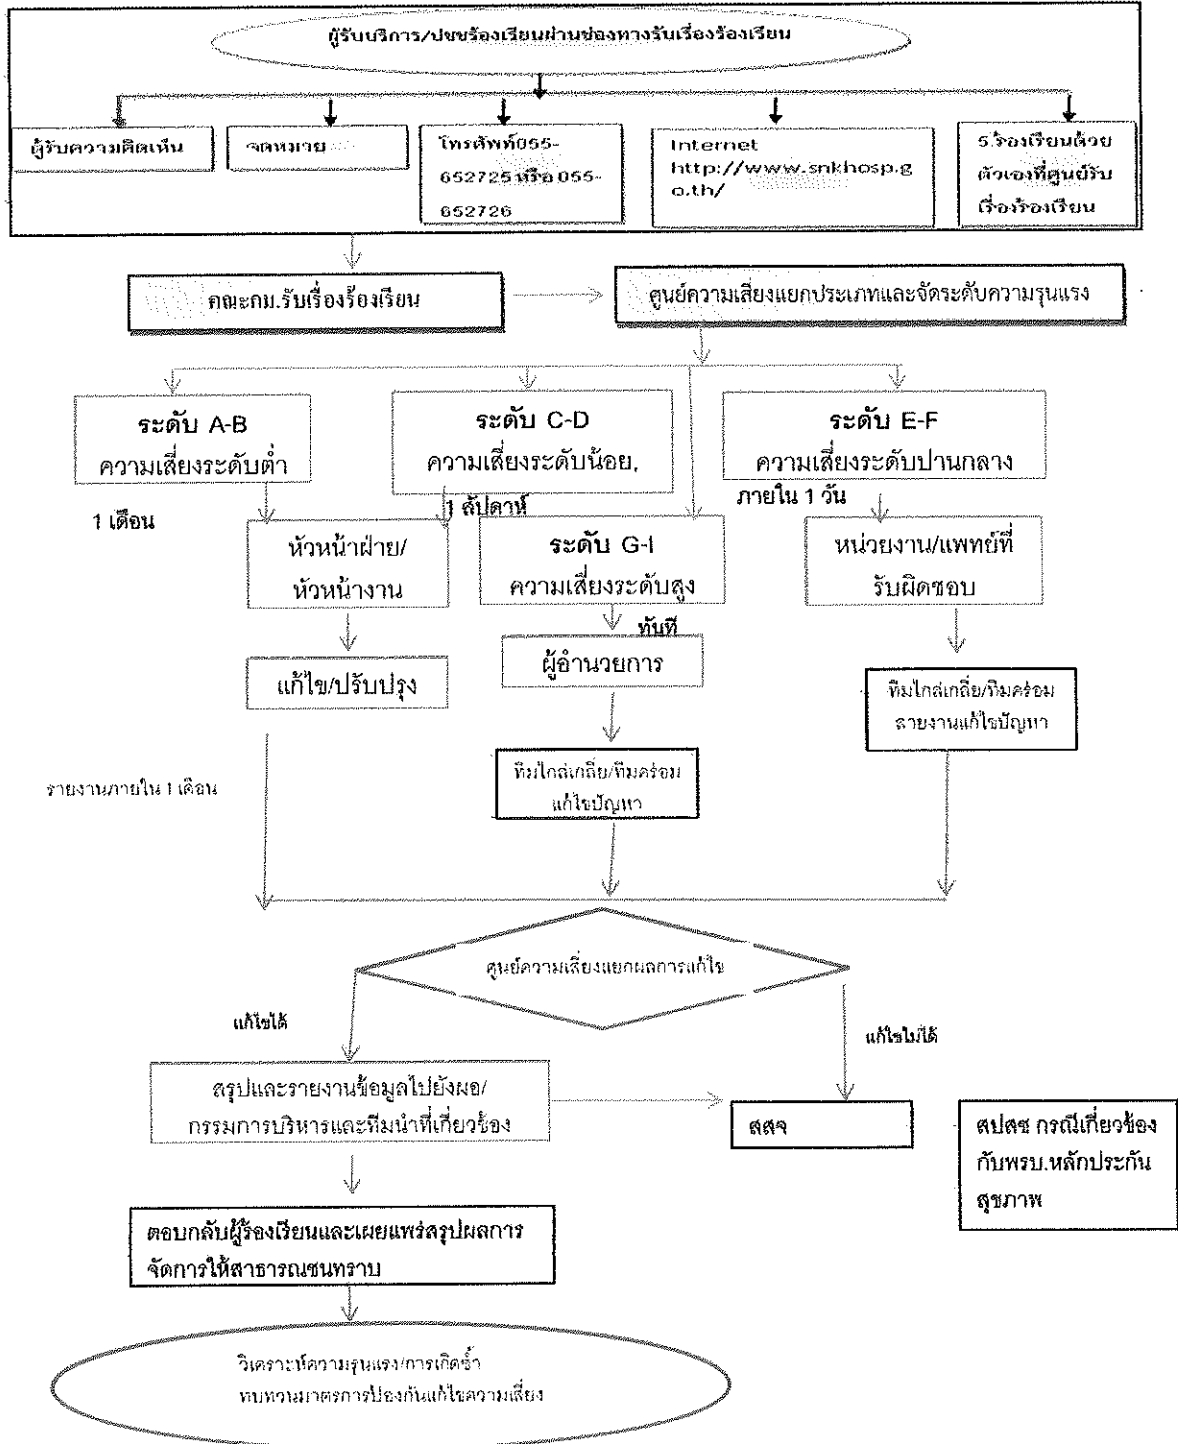 ผู้รับบริการ/ปชชร้องเรียนผ่านช่องทางรับเรื่องร้องเรียน
ผู้รับความคิดเห็น
จดหมาย
โทรศัพท์055-
652725 หรือ 055-
652726
Internet
http://www.snkhosp.g
o.th/
5.ร้องเรียนด้วย
ตัวเองที่ศูนย์รับ
เรื่องร้องเรียน
คณะกม.รับเรื่องร้องเรียน
ศูนย์ความเสี่ยงแยกประเภทและจัดระดับความรุนแรง
ระดับ A-B
ความเสี่ยงระดับต่ำ
ระดับ C-D
ความเสี่ยงระดับน้อย,
ระดับ E-F
ความเสี่ยงระดับปานกลาง
1 เดือน
1 สัปดาห์
ภายใน 1 วัน
หัวหน้าฝ่าย/
หัวหน้างาน
ระดับ G-I
ความเสี่ยงระดับสูง
หน่วยงาน/แพทย์ที่
รับผิดชอบ
ทันที
แก้ไข/ปรับปรุง
ผู้อำนวยการ
ทีมไกล่เกลี่ย/ทีมคร่อม
สายงานแก้ไขปัญหา
ทีมไกล่เกลี่ย/ทีมคร่อม
แก้ไขปัญหา
รายงานภายใน 1 เดือน
ศูนย์ความเสี่ยงแยกผลการแก้ไข
แก้ไขได้
แก้ไขไม่ได้
สรุปและรายงานข้อมูลไปยังผอ/
กรรมการบริหารและทีมนำที่เกี่ยวข้อง
สสจ
สปสช กรณีเกี่ยวข้อง
กับพรบ.หลักประกัน
สุขภาพ
ตอบกลับผู้ร้องเรียนและเผยแพร่สรุปผลการ
จัดการให้สาธารณชนทราบ
วิเคราะห์ความรุนแรง/การเกิดซ้ำ
ทบทวนมาตรการป้องกันแก้ไขความเสี่ยง